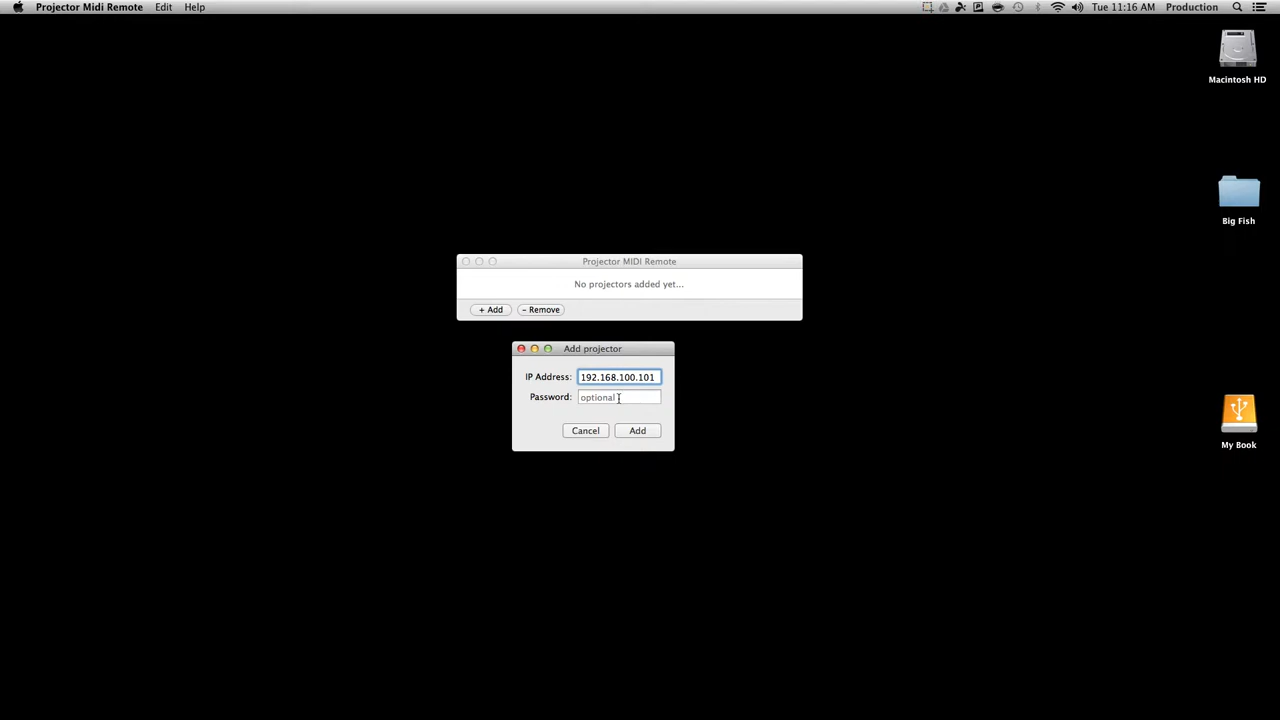 Projector Midi Remote Edit Help
Tue 11:16 AM Production
Macintosh HD
Big Fish
Projector MIDI Remote
No projectors added yet...
+ Add - Remove
Add projector
IP Address: 192.168.100.101
Password: optional
Cancel Add
My Book